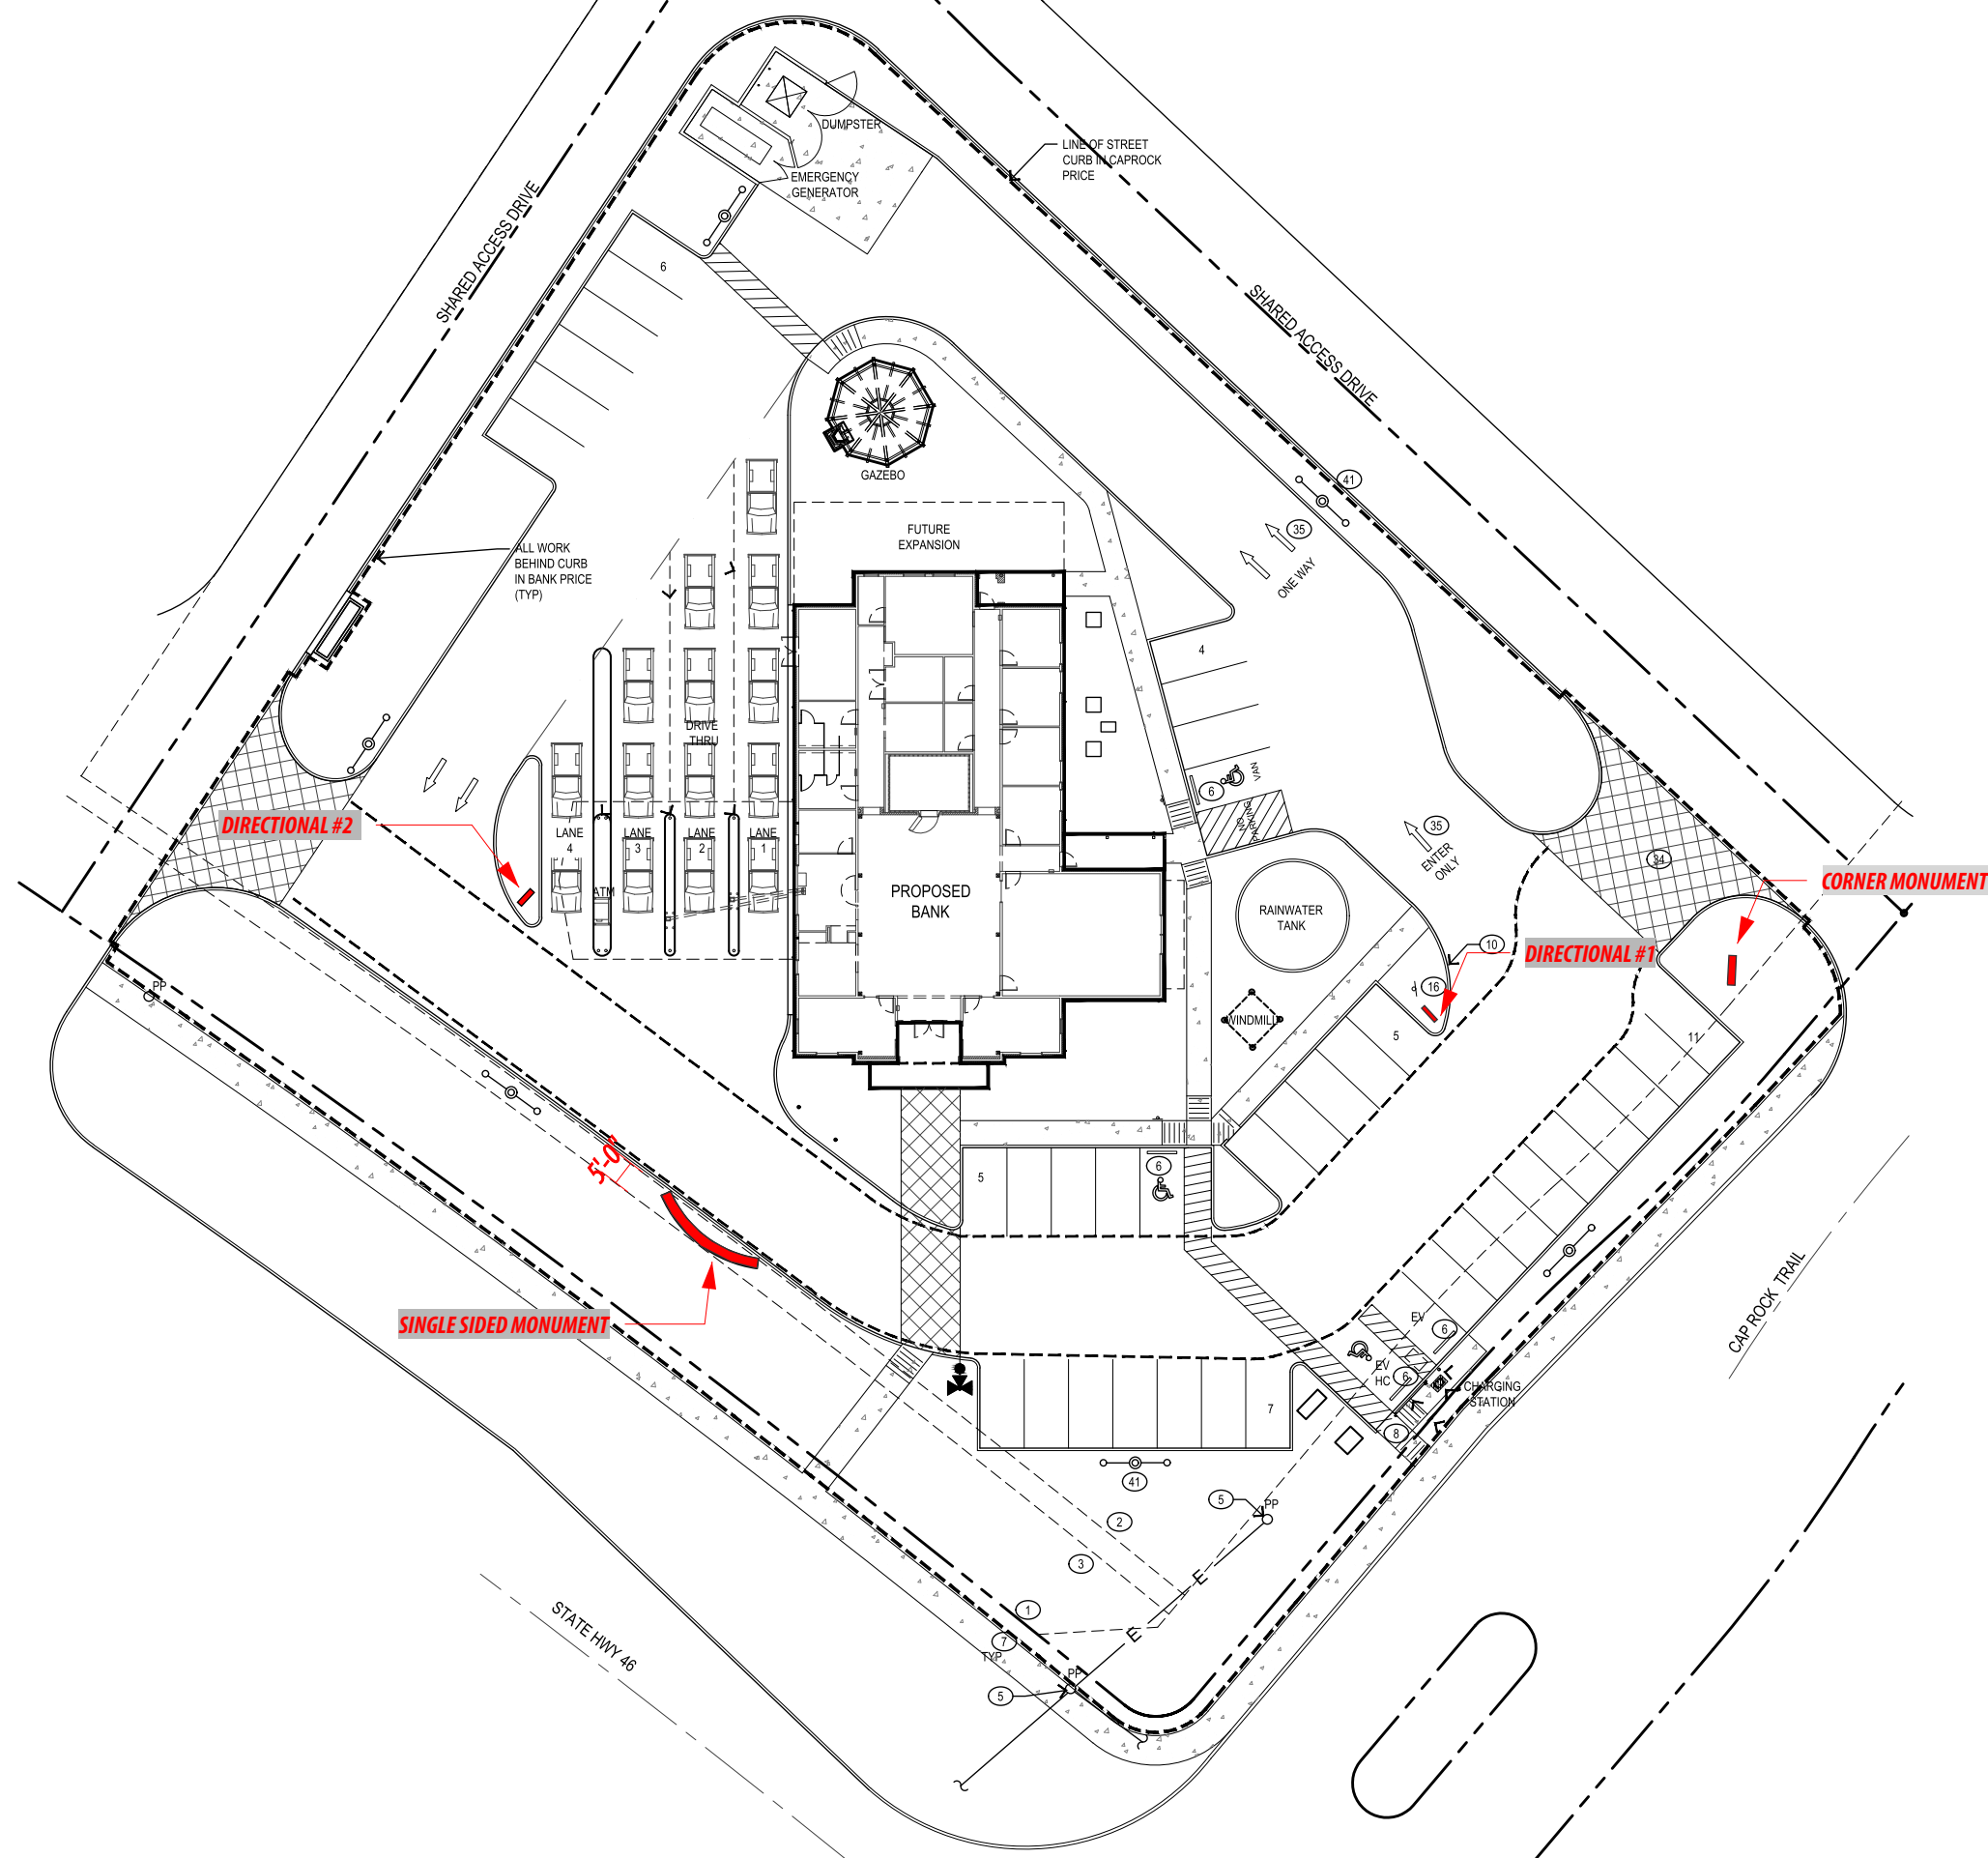 DUMPSTER
EMERGENCY
GENERATOR
LINE OF STREET
CURB IN CAPROCK
PRICE
SHARED ACCESS DRIVE
6
SHARED ACCESS DRIVE
GAZEBO
41
FUTURE
EXPANSION
35
ONE WAY
ALL WORK
BEHIND CURB
IN BANK PRICE
(TYP)
4
DRIVE
THRU
VAN
6
NO
PARKING
DIRECTIONAL #2
LANE
4
LANE
3
LANE
2
LANE
1
ATM
35
ENTER
ONLY
34
CORNER MONUMENT
PROPOSED
BANK
RAINWATER
TANK
10
DIRECTIONAL #1
16
PP
WINDMILL
5
11
5'-0"
6
5
CAP ROCK TRAIL
SINGLE SIDED MONUMENT
EV
6
EV
HC
6
CHARGING
STATION
7
8
41
5
PP
2
3
STATE HWY 46
1
E
7
TYP
E
PP
5